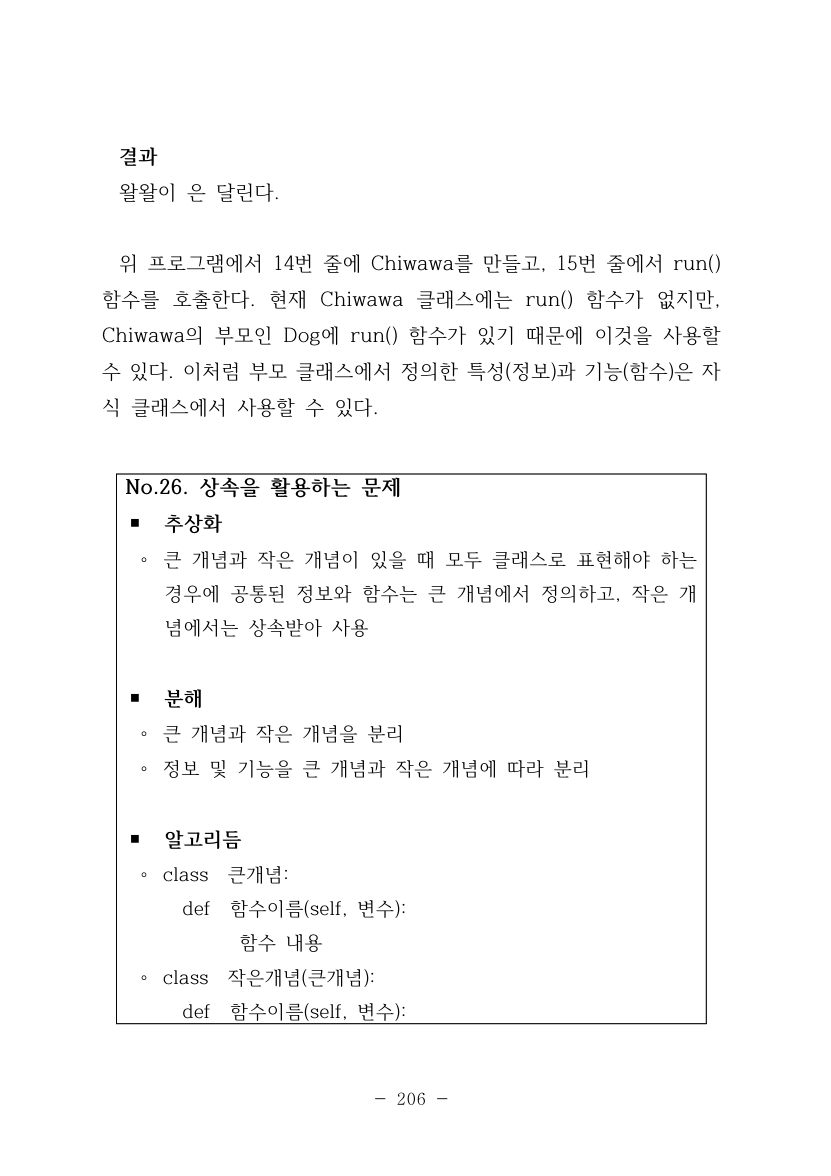 결과
왈왈이 은 달린다.
위 프로그램에서 14번 줄에 Chiwawa를 만들고, 15번 줄에서 run()
함수를 호출한다. 현재 Chiwawa 클래스에는 run() 함수가 없지만,
Chiwawa의 부모인 Dog에 run() 함수가 있기 때문에 이것을 사용할
수 있다. 이처럼 부모 클래스에서 정의한 특성(정보)과 기능(함수)은 자
식 클래스에서 사용할 수 있다.
No.26. 상속을 활용하는 문제
▪ 추상화
◦ 큰 개념과 작은 개념이 있을 때 모두 클래스로 표현해야 하는
경우에 공통된 정보와 함수는 큰 개념에서 정의하고, 작은 개
념에서는 상속받아 사용
▪ 분해
◦ 큰 개념과 작은 개념을 분리
◦ 정보 및 기능을 큰 개념과 작은 개념에 따라 분리
▪ 알고리듬
◦ class 큰개념:
def 함수이름(self, 변수):
함수 내용
◦ class 작은개념(큰개념):
def 함수이름(self, 변수):
- 206 -